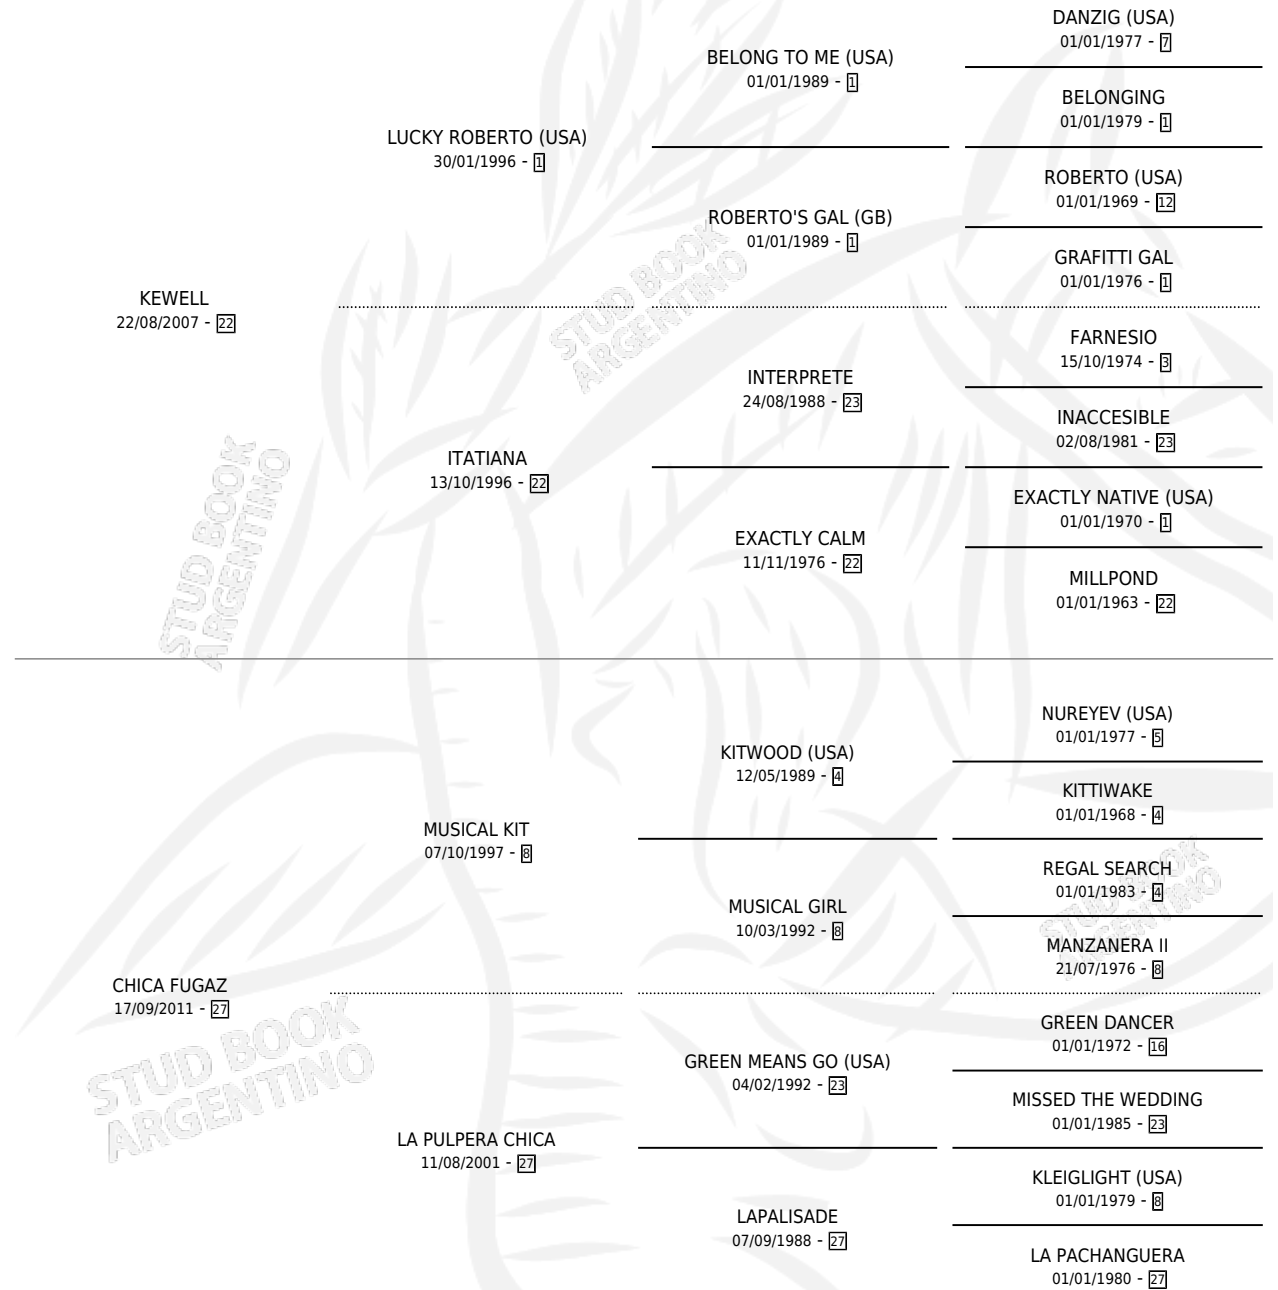 DANZIG (USA)
01/01/1977 - 7
BELONG TO ME (USA)
01/01/1989 - 1
BELONGING
01/01/1979 - 1
LUCKY ROBERTO (USA)
30/01/1996 - 1
ROBERTO (USA)
01/01/1969 - 12
ROBERTO'S GAL (GB)
01/01/1989 - 1
GRAFITTI GAL
01/01/1976 - 1
KEWELL
22/08/2007 - 22
STUD BOOK
ARGENTINO
FARNESIO
15/10/1974 - 3
INTERPRETE
24/08/1988 - 23
INACCESIBLE
02/08/1981 - 23
ITATIANA
13/10/1996 - 22
EXACTLY NATIVE (USA)
01/01/1970 - 1
EXACTLY CALM
11/11/1976 - 22
MILLPOND
01/01/1963 - 22
STUD BOOK
ARGENTINO
NUREYEV (USA)
01/01/1977 - 5
KITWOOD (USA)
12/05/1989 - 4
KITTIWAKE
01/01/1968 - 4
MUSICAL KIT
07/10/1997 - 8
REGAL SEARCH
01/01/1983 - 4
MUSICAL GIRL
10/03/1992 - 8
MANZANERA II
21/07/1976 - 8
STUD BOOK
ARGENTINO
CHICA FUGAZ
17/09/2011 - 27
STUD BOOK
ARGENTINO
GREEN DANCER
01/01/1972 - 16
GREEN MEANS GO (USA)
04/02/1992 - 23
MISSED THE WEDDING
01/01/1985 - 23
LA PULPERA CHICA
11/08/2001 - 27
KLEIGLIGHT (USA)
01/01/1979 - 8
LAPALISADE
07/09/1988 - 27
LA PACHANGUERA
01/01/1980 - 27